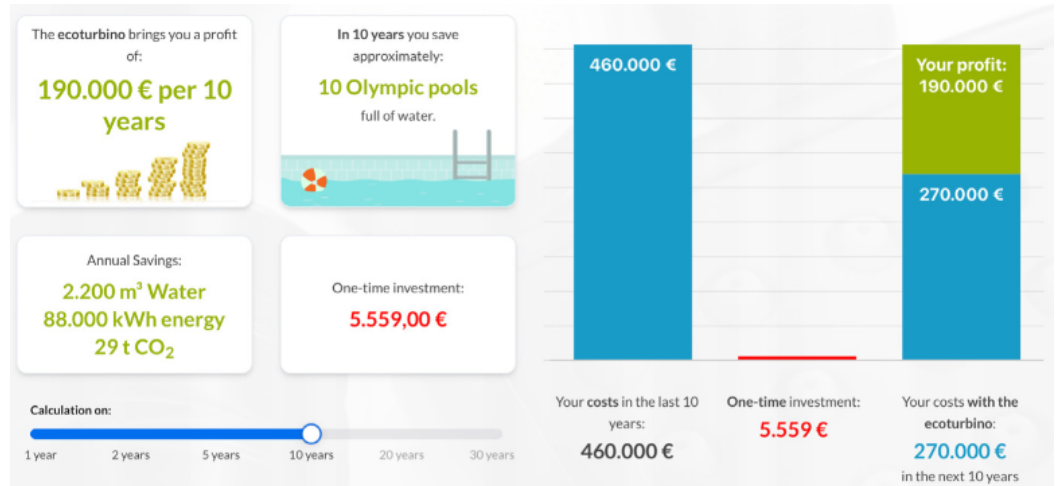 The ecoturbino brings you a profit
of:
190.000 € per 10
years
In 10 years you save
approximately:
10 Olympic pools
full of water.
Annual Savings:
2.200 m³ Water
88.000 kWh energy
29 t CO₂
One-time investment:
5.559,00 €
Calculation on:
1 year
2 years
5 years
10 years
20 years
30 years
460.000 €
Your profit:
190.000 €
270.000 €
Your costs in the last 10
years:
460.000 €
One-time investment:
5.559 €
Your costs with the
ecoturbino:
270.000 €
in the next 10 years